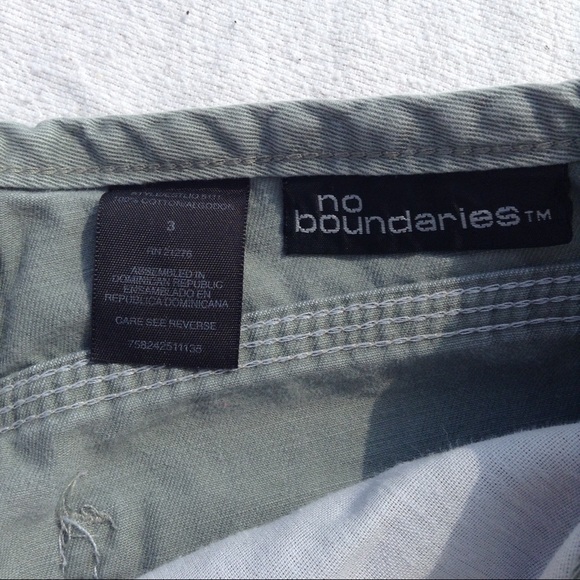 100% COTTON/ALGODON
3
RN 21276
ASSEMBLED IN
DOMINICAN REPUBLIC
ENSAMBLADO EN
REPUBLICA DOMINICANA
CARE SEE REVERSE
758242511135
no
boundaries™